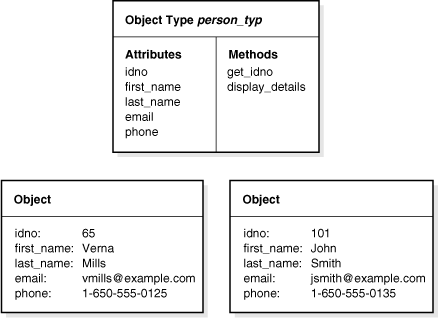 Object Type person_typ
Attributes Methods
idno get_idno
first_name display_details
last_name
email
phone
Object
idno: 65
first_name: Verna
last_name: Mills
email: vmills@example.com
phone: 1-650-555-0125
Object
idno: 101
first_name: John
last_name: Smith
email: jsmith@example.com
phone: 1-650-555-0135